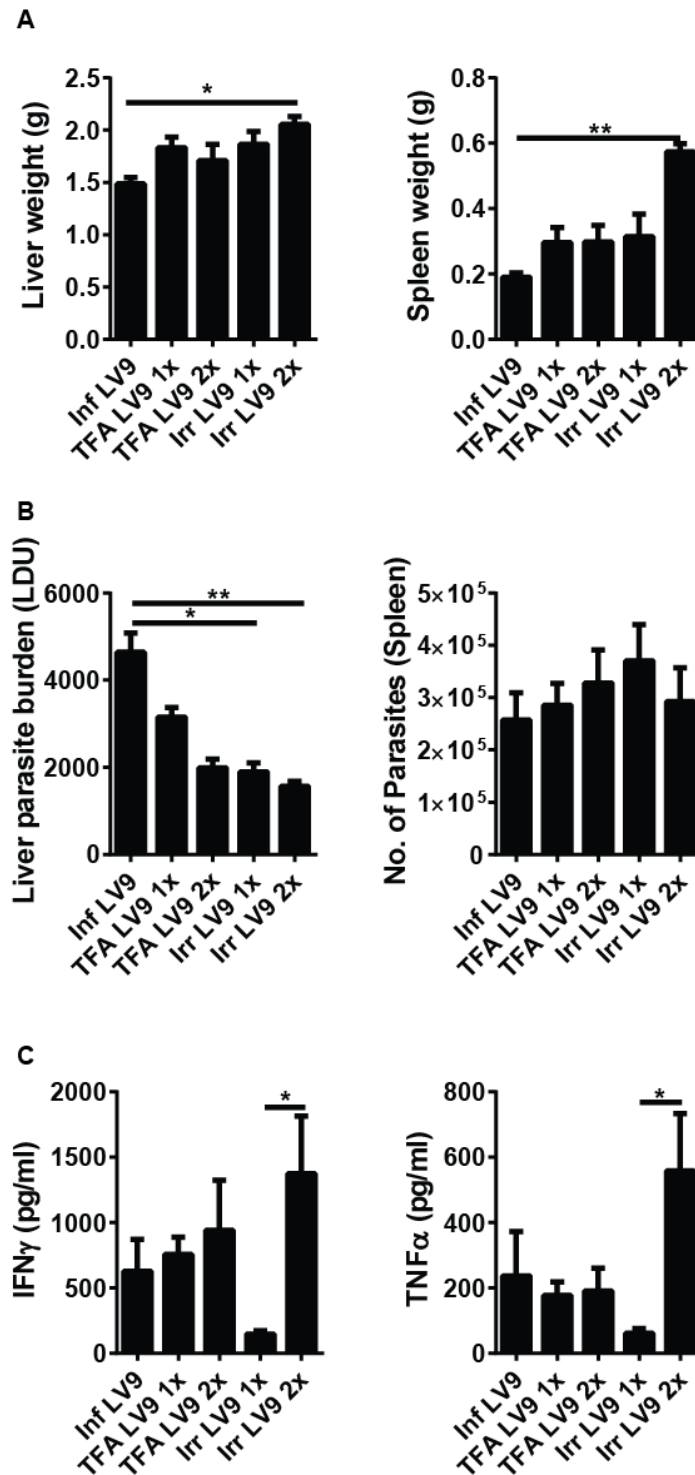 A
Liver weight (g)
2.5
2.0
1.5
1.0
0.5
0.0
*
Inf LV9
TFA LV9 1x
TFA LV9 2x
Irr LV9 1x
Irr LV9 2x
Spleen weight (g)
0.8
0.6
0.4
0.2
0.0
**
Inf LV9
TFA LV9 1x
TFA LV9 2x
Irr LV9 1x
Irr LV9 2x
B
Liver parasite burden (LDU)
6000
4000
2000
0
**
*
Inf LV9
TFA LV9 1x
TFA LV9 2x
Irr LV9 1x
Irr LV9 2x
No. of Parasites (Spleen)
5×10⁵
4×10⁵
3×10⁵
2×10⁵
1×10⁵
0
Inf LV9
TFA LV9 1x
TFA LV9 2x
Irr LV9 1x
Irr LV9 2x
C
IFNγ (pg/ml)
2000
1500
1000
500
0
*
Inf LV9
TFA LV9 1x
TFA LV9 2x
Irr LV9 1x
Irr LV9 2x
TNFα (pg/ml)
800
600
400
200
0
*
Inf LV9
TFA LV9 1x
TFA LV9 2x
Irr LV9 1x
Irr LV9 2x